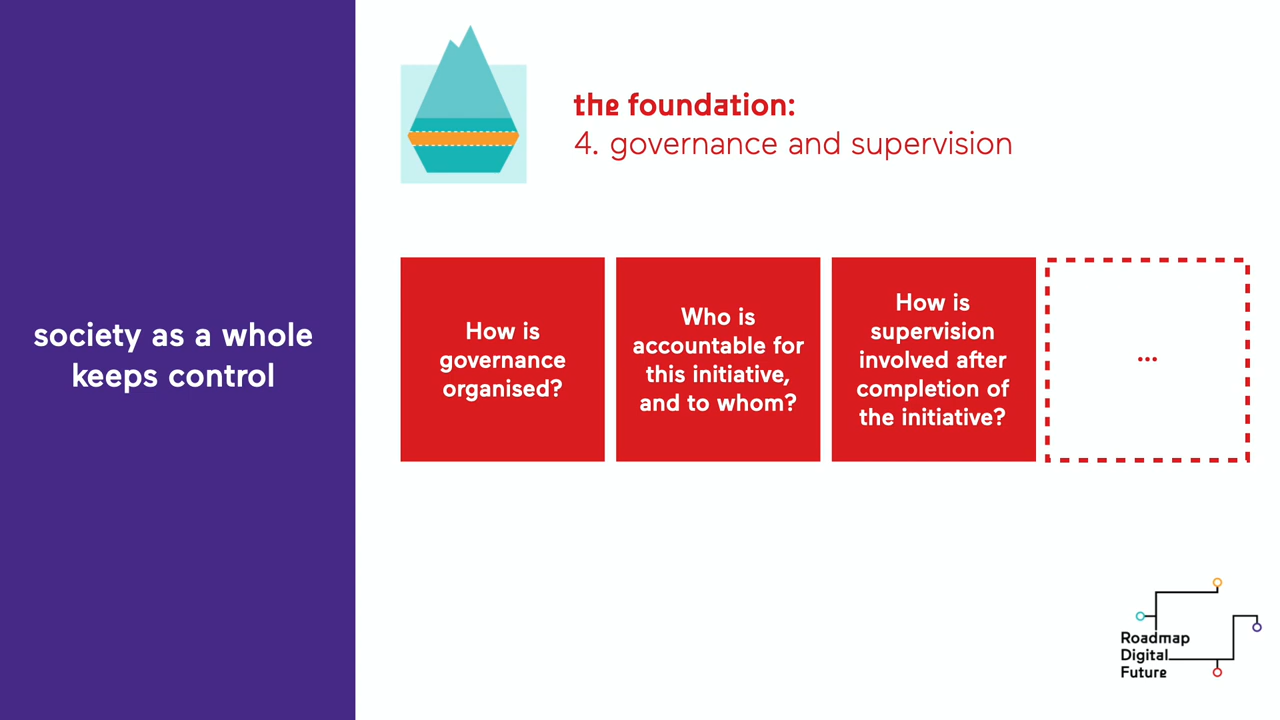 the foundation:
4. governance and supervision
society as a whole
keeps control
How is
governance
organised?
Who is
accountable for
this initiative,
and to whom?
How is
supervision
involved after
completion of
the initiative?
...
Roadmap
Digital
Future